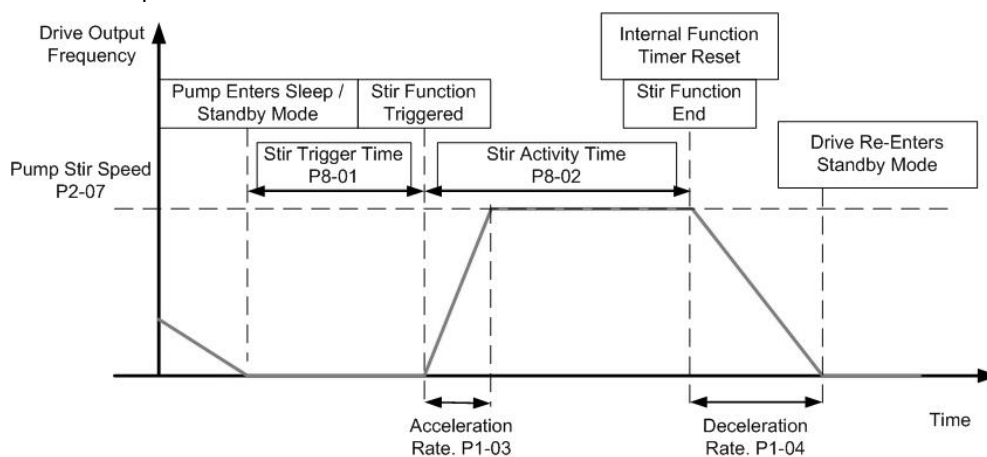 Drive Output
Frequency
Internal Function
Timer Reset
Pump Enters Sleep /
Standby Mode
Stir Function
Triggered
Stir Function
End
Drive Re-Enters
Standby Mode
Stir Trigger Time
P8-01
Stir Activity Time
P8-02
Pump Stir Speed
P2-07
Acceleration
Rate. P1-03
Deceleration
Rate. P1-04
Time